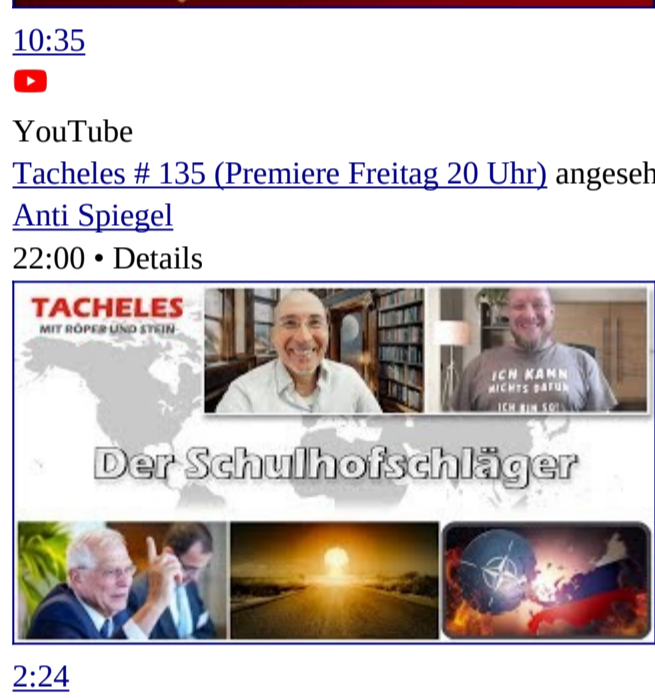 10:35
YouTube
Tacheles # 135 (Premiere Freitag 20 Uhr) angeseh
Anti Spiegel
22:00 • Details
TACHELES
MIT RÖPER UND STEIN
ICH KANN
NICHTS DAFÜR
ICH BIN SO!
Der Schulhofschläger
2:24